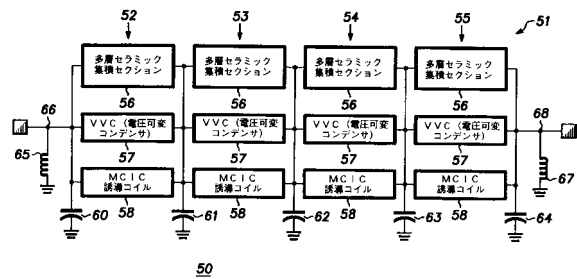 52 53 54 55 51
多層セラミック 多層セラミック 多層セラミック 多層セラミック
集積セクション 集積セクション 集積セクション 集積セクション
56 56 56 56
66 68
VVC（電圧可変 VVC（電圧可変 VVC（電圧可変 VVC（電圧可変
コンデンサ） コンデンサ） コンデンサ） コンデンサ）
65 57 57 57 57 67
MCIC MCIC MCIC MCIC
誘導コイル 誘導コイル 誘導コイル 誘導コイル
60 58 61 58 62 58 63 58 64
50